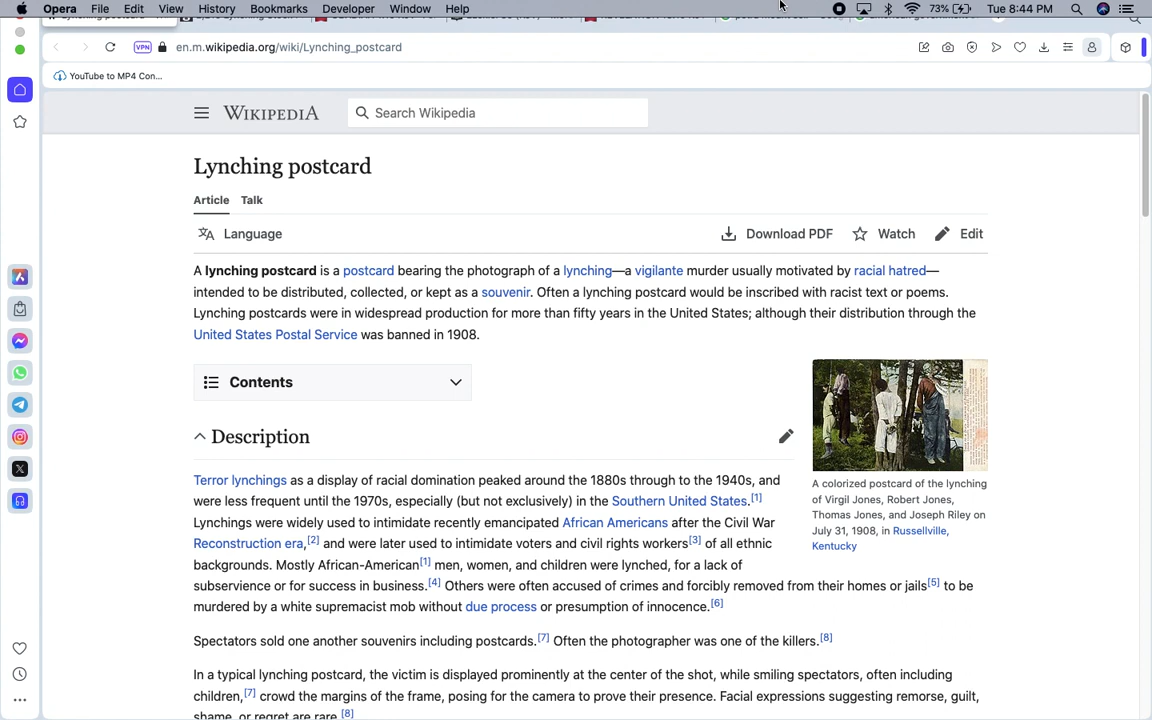 Opera File Edit View History Bookmarks Developer Window Help 73% Tue 8:44 PM
VPN en.m.wikipedia.org/wiki/Lynching_postcard
YouTube to MP4 Con...
WIKIPEDIA Search Wikipedia
Lynching postcard
Article Talk
Language Download PDF Watch Edit
A lynching postcard is a postcard bearing the photograph of a lynching—a vigilante murder usually motivated by racial hatred—
intended to be distributed, collected, or kept as a souvenir. Often a lynching postcard would be inscribed with racist text or poems.
Lynching postcards were in widespread production for more than fifty years in the United States; although their distribution through the
United States Postal Service was banned in 1908.
Contents
Description
A colorized postcard of the lynching
of Virgil Jones, Robert Jones,
Thomas Jones, and Joseph Riley on
July 31, 1908, in Russellville,
Kentucky
Terror lynchings as a display of racial domination peaked around the 1880s through to the 1940s, and
were less frequent until the 1970s, especially (but not exclusively) in the Southern United States.[1]
Lynchings were widely used to intimidate recently emancipated African Americans after the Civil War
Reconstruction era,[2] and were later used to intimidate voters and civil rights workers[3] of all ethnic
backgrounds. Mostly African-American[1] men, women, and children were lynched, for a lack of
subservience or for success in business.[4] Others were often accused of crimes and forcibly removed from their homes or jails[5] to be
murdered by a white supremacist mob without due process or presumption of innocence.[6]
Spectators sold one another souvenirs including postcards.[7] Often the photographer was one of the killers.[8]
In a typical lynching postcard, the victim is displayed prominently at the center of the shot, while smiling spectators, often including
children,[7] crowd the margins of the frame, posing for the camera to prove their presence. Facial expressions suggesting remorse, guilt,
shame, or regret are rare.[8]